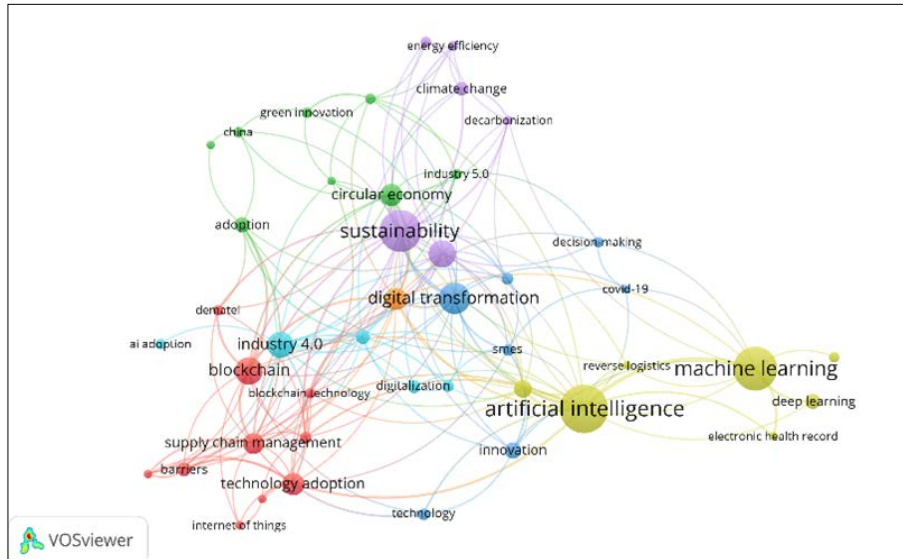 energy efficiency
climate change
green innovation
decarbonization
china
industry 5.0
circular economy
adoption
sustainability
decision-making
covid-19
digital transformation
dematel
ai adoption
industry 4.0
smes
blockchain
reverse logistics
machine learning
digitalization
blockchain technology
deep learning
artificial intelligence
electronic health record
supply chain management
innovation
barriers
technology adoption
technology
internet of things
VOSviewer